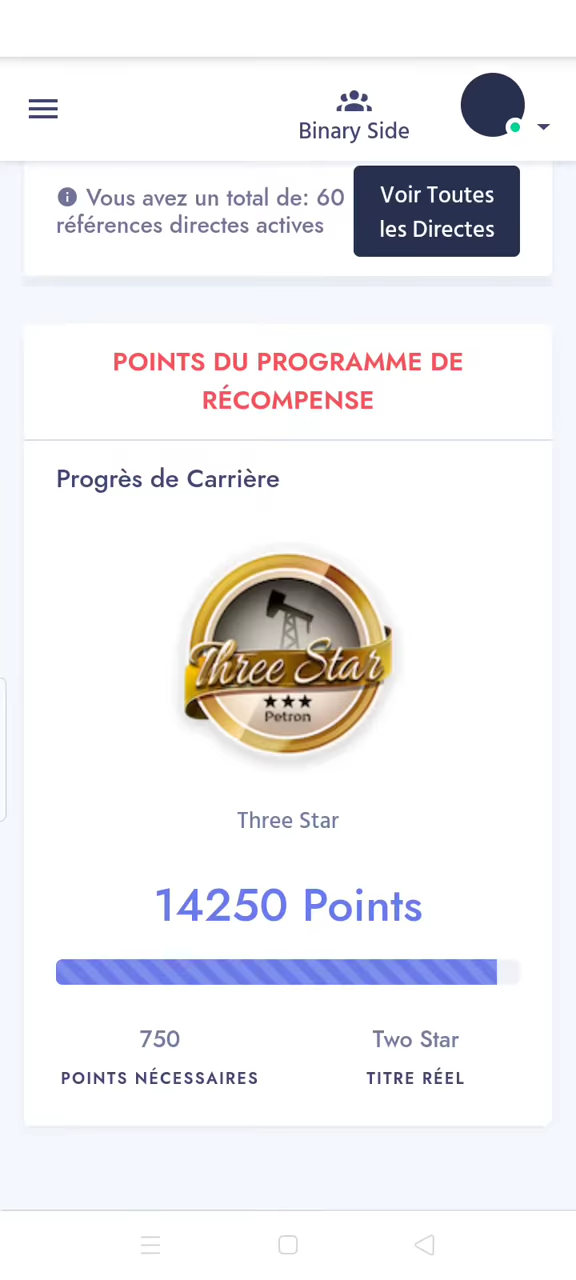 Binary Side
Vous avez un total de: 60
références directes actives
Voir Toutes
les Directes
POINTS DU PROGRAMME DE
RÉCOMPENSE
Progrès de Carrière
Three Star
Petron
Three Star
14250 Points
750
POINTS NÉCESSAIRES
Two Star
TITRE RÉEL